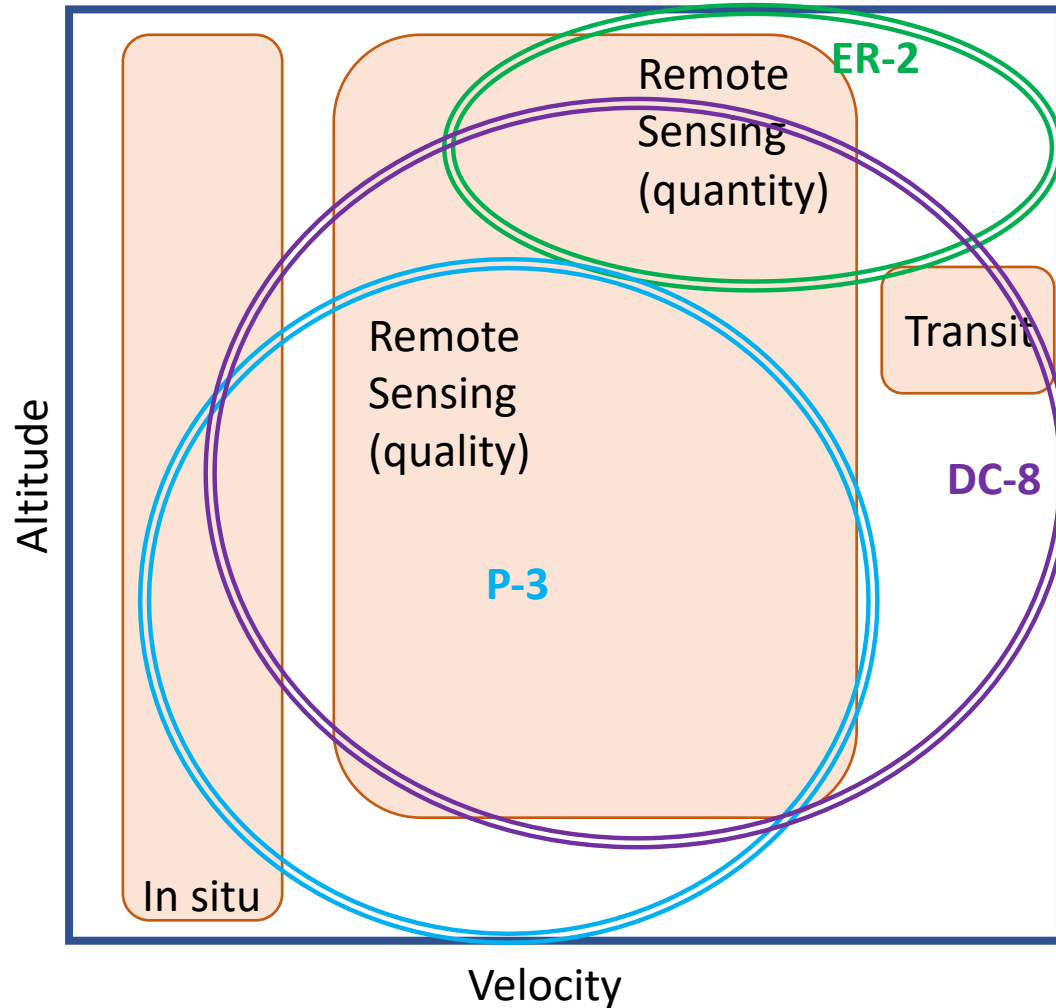 ER-2
Remote
Sensing
(quantity)
Remote
Sensing
(quality)
Transit
DC-8
P-3
In situ
Altitude
Velocity